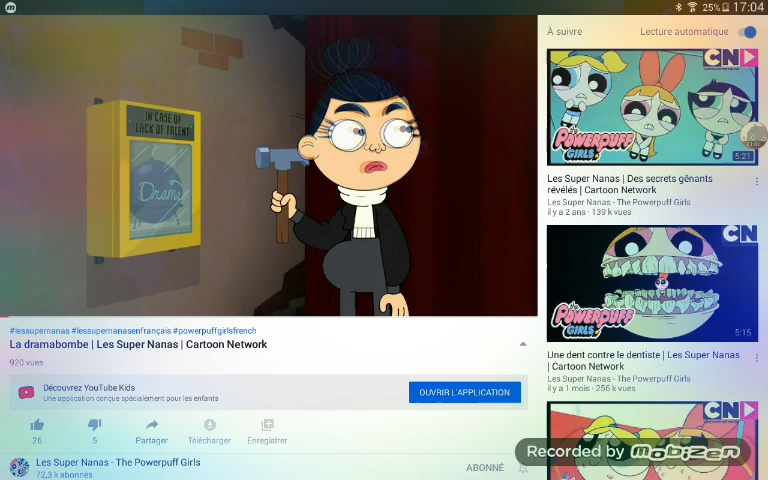 25% 17:04
IN CASE OF
LACK OF TALENT
Drama
#lessupernanas #lessupernanasenfrançais #powerpuffgirlsfrench
La dramabombe | Les Super Nanas | Cartoon Network
920 vues
Découvrez YouTube Kids
Une application conçue spécialement pour les enfants
OUVRIR L'APPLICATION
26
5
Partager
Télécharger
Enregistrer
Les Super Nanas - The Powerpuff Girls
72,3 k abonnés
ABONNÉ
À suivre
Lecture automatique
CN
CARTOON NETWORK
the
POWERPUFF
GIRLS
5:21
Les Super Nanas | Des secrets gênants
révélés | Cartoon Network
Les Super Nanas - The Powerpuff Girls
il y a 2 ans · 139 k vues
CN
the
POWERPUFF
GIRLS
5:15
Une dent contre le dentiste | Les Super Nanas
| Cartoon Network
Les Super Nanas - The Powerpuff Girls
il y a 1 mois · 256 k vues
CN
Recorded by mobizen